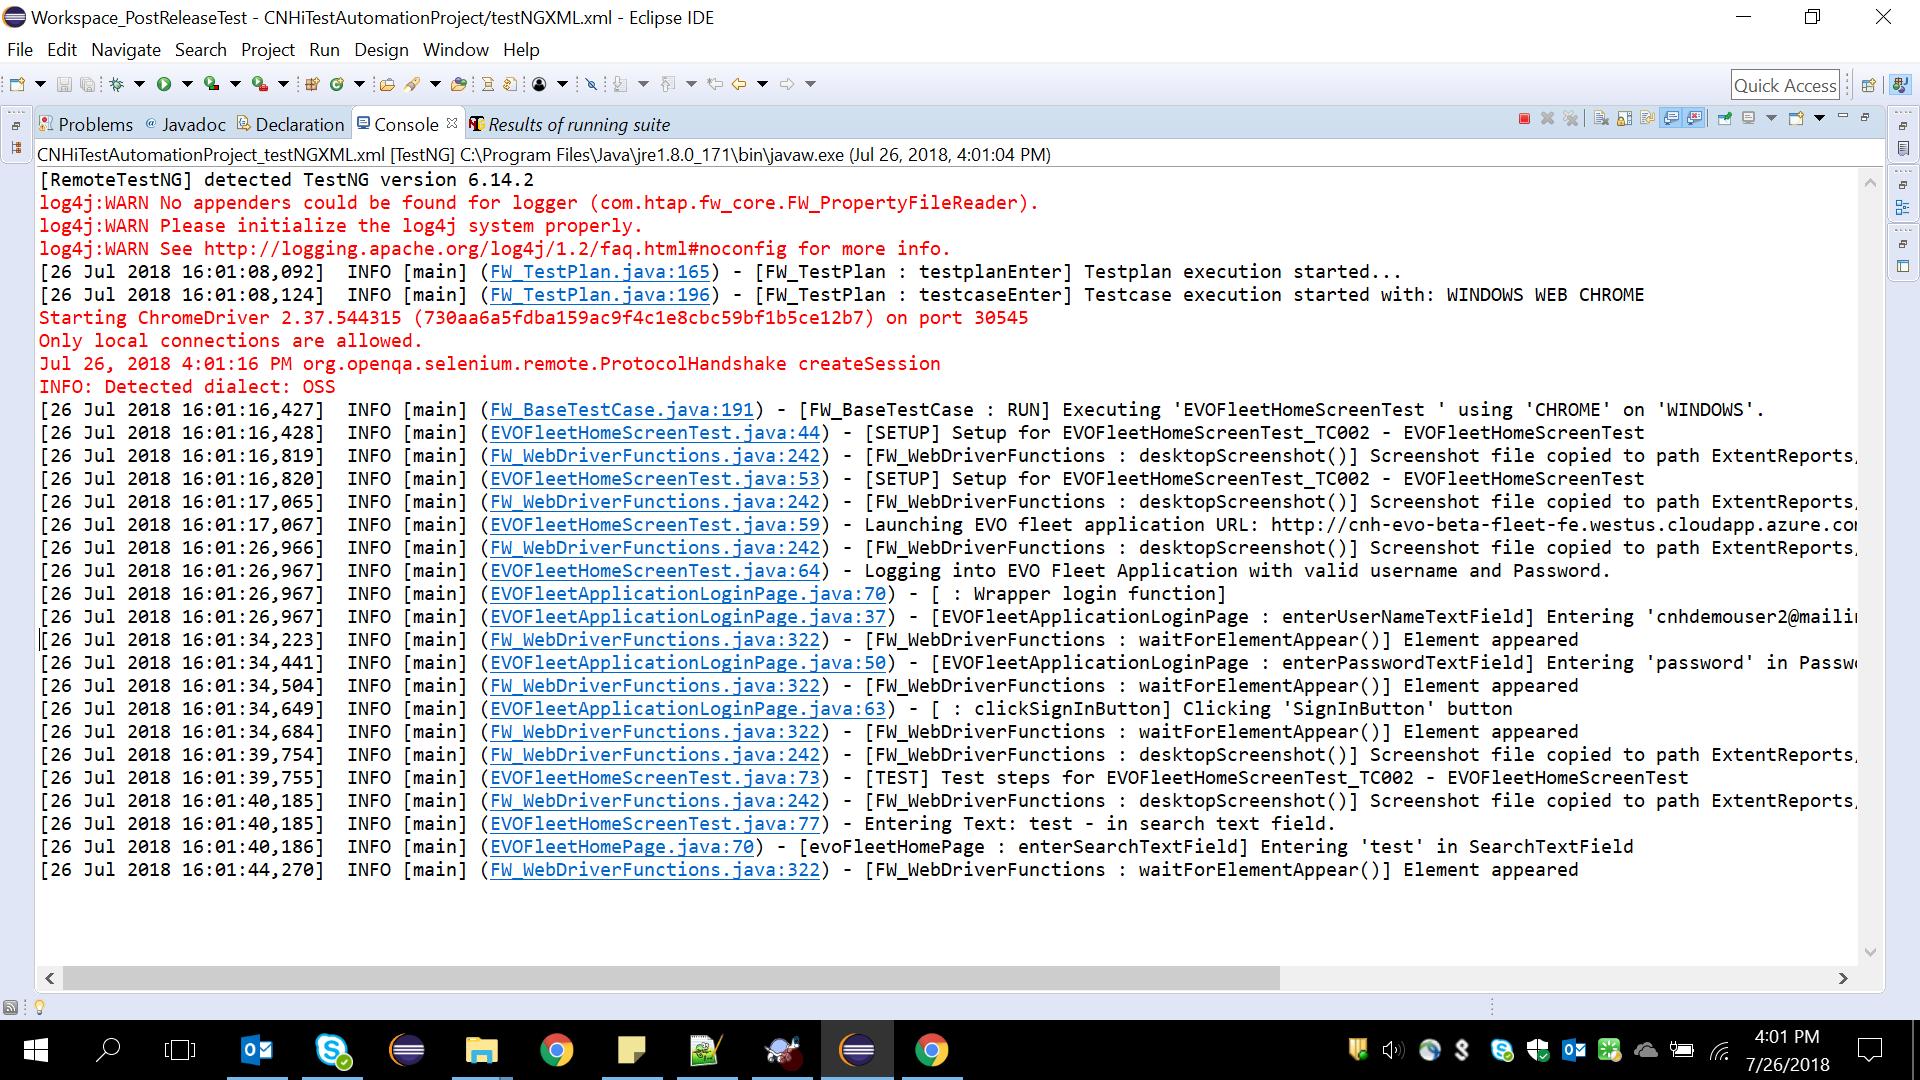 Workspace_PostReleaseTest - CNHiTestAutomationProject/testNGXML.xml - Eclipse IDE
File Edit Navigate Search Project Run Design Window Help
Quick Access
Problems @ Javadoc Declaration Console Results of running suite
CNHiTestAutomationProject_testNGXML.xml [TestNG] C:\Program Files\Java\jre1.8.0_171\bin\javaw.exe (Jul 26, 2018, 4:01:04 PM)
[RemoteTestNG] detected TestNG version 6.14.2
log4j:WARN No appenders could be found for logger (com.htap.fw_core.FW_PropertyFileReader).
log4j:WARN Please initialize the log4j system properly.
log4j:WARN See http://logging.apache.org/log4j/1.2/faq.html#noconfig for more info.
[26 Jul 2018 16:01:08,092]  INFO [main] (FW_TestPlan.java:165) - [FW_TestPlan : testplanEnter] Testplan execution started...
[26 Jul 2018 16:01:08,124]  INFO [main] (FW_TestPlan.java:196) - [FW_TestPlan : testcaseEnter] Testcase execution started with: WINDOWS WEB CHROME
Starting ChromeDriver 2.37.544315 (730aa6a5fdba159ac9f4c1e8cbc59bf1b5ce12b7) on port 30545
Only local connections are allowed.
Jul 26, 2018 4:01:16 PM org.openqa.selenium.remote.ProtocolHandshake createSession
INFO: Detected dialect: OSS
[26 Jul 2018 16:01:16,427]  INFO [main] (FW_BaseTestCase.java:191) - [FW_BaseTestCase : RUN] Executing 'EVOFleetHomeScreenTest ' using 'CHROME' on 'WINDOWS'.
[26 Jul 2018 16:01:16,428]  INFO [main] (EVOFleetHomeScreenTest.java:44) - [SETUP] Setup for EVOFleetHomeScreenTest_TC002 - EVOFleetHomeScreenTest
[26 Jul 2018 16:01:16,819]  INFO [main] (FW_WebDriverFunctions.java:242) - [FW_WebDriverFunctions : desktopScreenshot()] Screenshot file copied to path ExtentReports/
[26 Jul 2018 16:01:16,820]  INFO [main] (EVOFleetHomeScreenTest.java:53) - [SETUP] Setup for EVOFleetHomeScreenTest_TC002 - EVOFleetHomeScreenTest
[26 Jul 2018 16:01:17,065]  INFO [main] (FW_WebDriverFunctions.java:242) - [FW_WebDriverFunctions : desktopScreenshot()] Screenshot file copied to path ExtentReports/
[26 Jul 2018 16:01:17,067]  INFO [main] (EVOFleetHomeScreenTest.java:59) - Launching EVO fleet application URL: http://cnh-evo-beta-fleet-fe.westus.cloudapp.azure.co
[26 Jul 2018 16:01:26,966]  INFO [main] (FW_WebDriverFunctions.java:242) - [FW_WebDriverFunctions : desktopScreenshot()] Screenshot file copied to path ExtentReports/
[26 Jul 2018 16:01:26,967]  INFO [main] (EVOFleetHomeScreenTest.java:64) - Logging into EVO Fleet Application with valid username and Password.
[26 Jul 2018 16:01:26,967]  INFO [main] (EVOFleetApplicationLoginPage.java:70) - [ : Wrapper login function]
[26 Jul 2018 16:01:26,967]  INFO [main] (EVOFleetApplicationLoginPage.java:37) - [EVOFleetApplicationLoginPage : enterUserNameTextField] Entering 'cnhdemouser2@maili
[26 Jul 2018 16:01:34,223]  INFO [main] (FW_WebDriverFunctions.java:322) - [FW_WebDriverFunctions : waitForElementAppear()] Element appeared
[26 Jul 2018 16:01:34,441]  INFO [main] (EVOFleetApplicationLoginPage.java:50) - [EVOFleetApplicationLoginPage : enterPasswordTextField] Entering 'password' in Passw
[26 Jul 2018 16:01:34,504]  INFO [main] (FW_WebDriverFunctions.java:322) - [FW_WebDriverFunctions : waitForElementAppear()] Element appeared
[26 Jul 2018 16:01:34,649]  INFO [main] (EVOFleetApplicationLoginPage.java:63) - [ : clickSignInButton] Clicking 'SignInButton' button
[26 Jul 2018 16:01:34,684]  INFO [main] (FW_WebDriverFunctions.java:322) - [FW_WebDriverFunctions : waitForElementAppear()] Element appeared
[26 Jul 2018 16:01:39,754]  INFO [main] (FW_WebDriverFunctions.java:242) - [FW_WebDriverFunctions : desktopScreenshot()] Screenshot file copied to path ExtentReports/
[26 Jul 2018 16:01:39,755]  INFO [main] (EVOFleetHomeScreenTest.java:73) - [TEST] Test steps for EVOFleetHomeScreenTest_TC002 - EVOFleetHomeScreenTest
[26 Jul 2018 16:01:40,185]  INFO [main] (FW_WebDriverFunctions.java:242) - [FW_WebDriverFunctions : desktopScreenshot()] Screenshot file copied to path ExtentReports/
[26 Jul 2018 16:01:40,185]  INFO [main] (EVOFleetHomeScreenTest.java:77) - Entering Text: test - in search text field.
[26 Jul 2018 16:01:40,186]  INFO [main] (EVOFleetHomePage.java:70) - [evoFleetHomePage : enterSearchTextField] Entering 'test' in SearchTextField
[26 Jul 2018 16:01:44,270]  INFO [main] (FW_WebDriverFunctions.java:322) - [FW_WebDriverFunctions : waitForElementAppear()] Element appeared
4:01 PM
7/26/2018